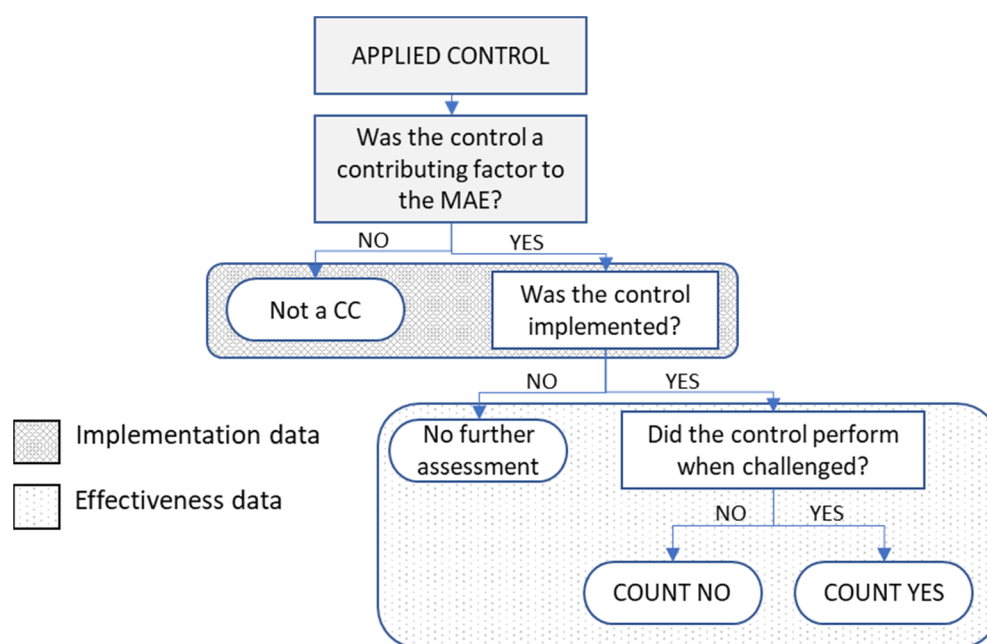 APPLIED CONTROL
Was the control a
contributing factor to
the MAE?
NO
YES
Not a CC
Was the control
implemented?
NO
YES
Implementation data
No further
assessment
Did the control perform
when challenged?
Effectiveness data
NO
YES
COUNT NO
COUNT YES